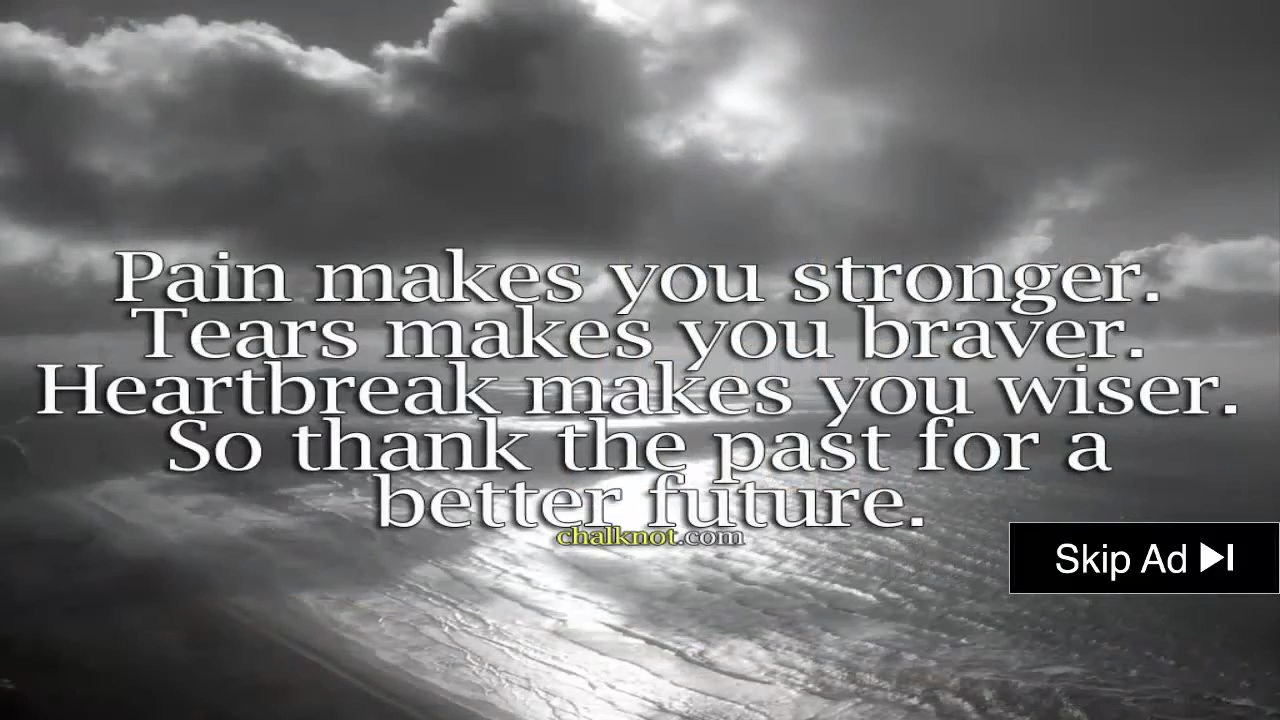 Pain makes you stronger.
Tears makes you braver.
Heartbreak makes you wiser.
So thank the past for a
better future.
chalknot.com
Skip Ad